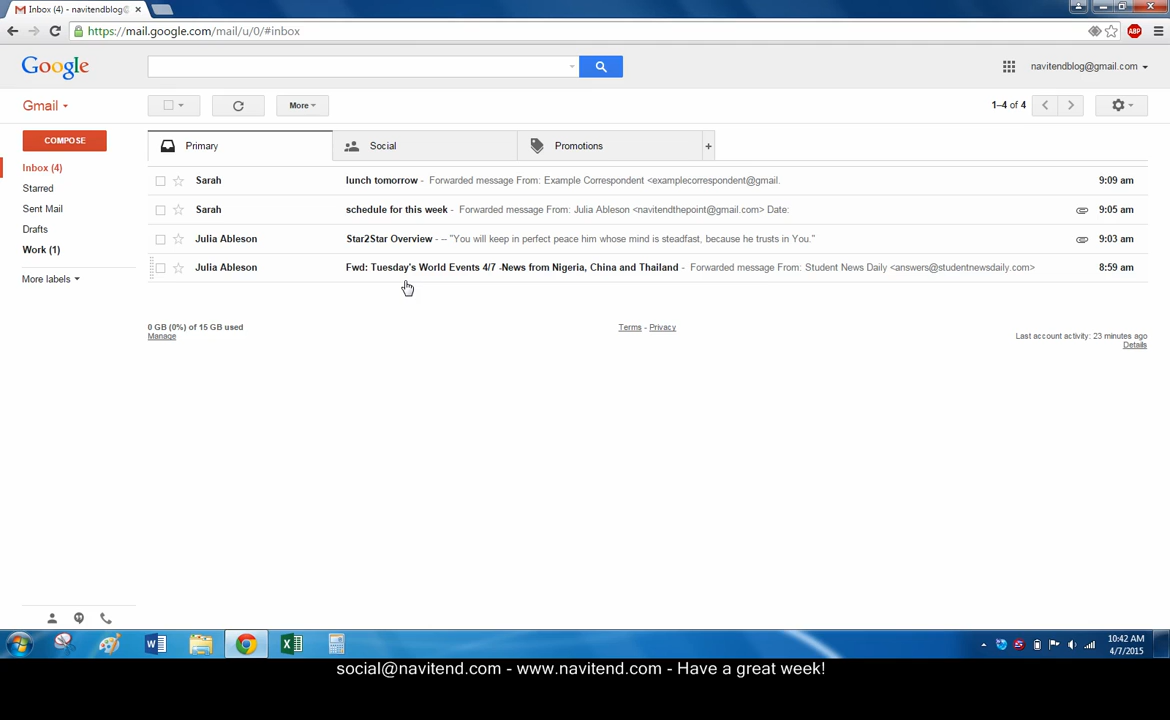 Inbox (4) - navitendblog@
https://mail.google.com/mail/u/0/#inbox
ABP
Google
navitendblog@gmail.com
Gmail
More
1–4 of 4
COMPOSE
Primary
Social
Promotions
+
Inbox (4)
Starred
Sent Mail
Drafts
Work (1)
More labels
Sarah lunch tomorrow - Forwarded message From: Example Correspondent <examplecorrespondent@gmail. 9:09 am
Sarah schedule for this week - Forwarded message From: Julia Ableson <navitendthepoint@gmail.com> Date: 9:05 am
Julia Ableson Star2Star Overview - -- "You will keep in perfect peace him whose mind is steadfast, because he trusts in You." 9:03 am
Julia Ableson Fwd: Tuesday's World Events 4/7 -News from Nigeria, China and Thailand - Forwarded message From: Student News Daily <answers@studentnewsdaily.com> 8:59 am
0 GB (0%) of 15 GB used
Manage
Terms - Privacy
Last account activity: 23 minutes ago
Details
10:42 AM
4/7/2015
social@navitend.com - www.navitend.com - Have a great week!